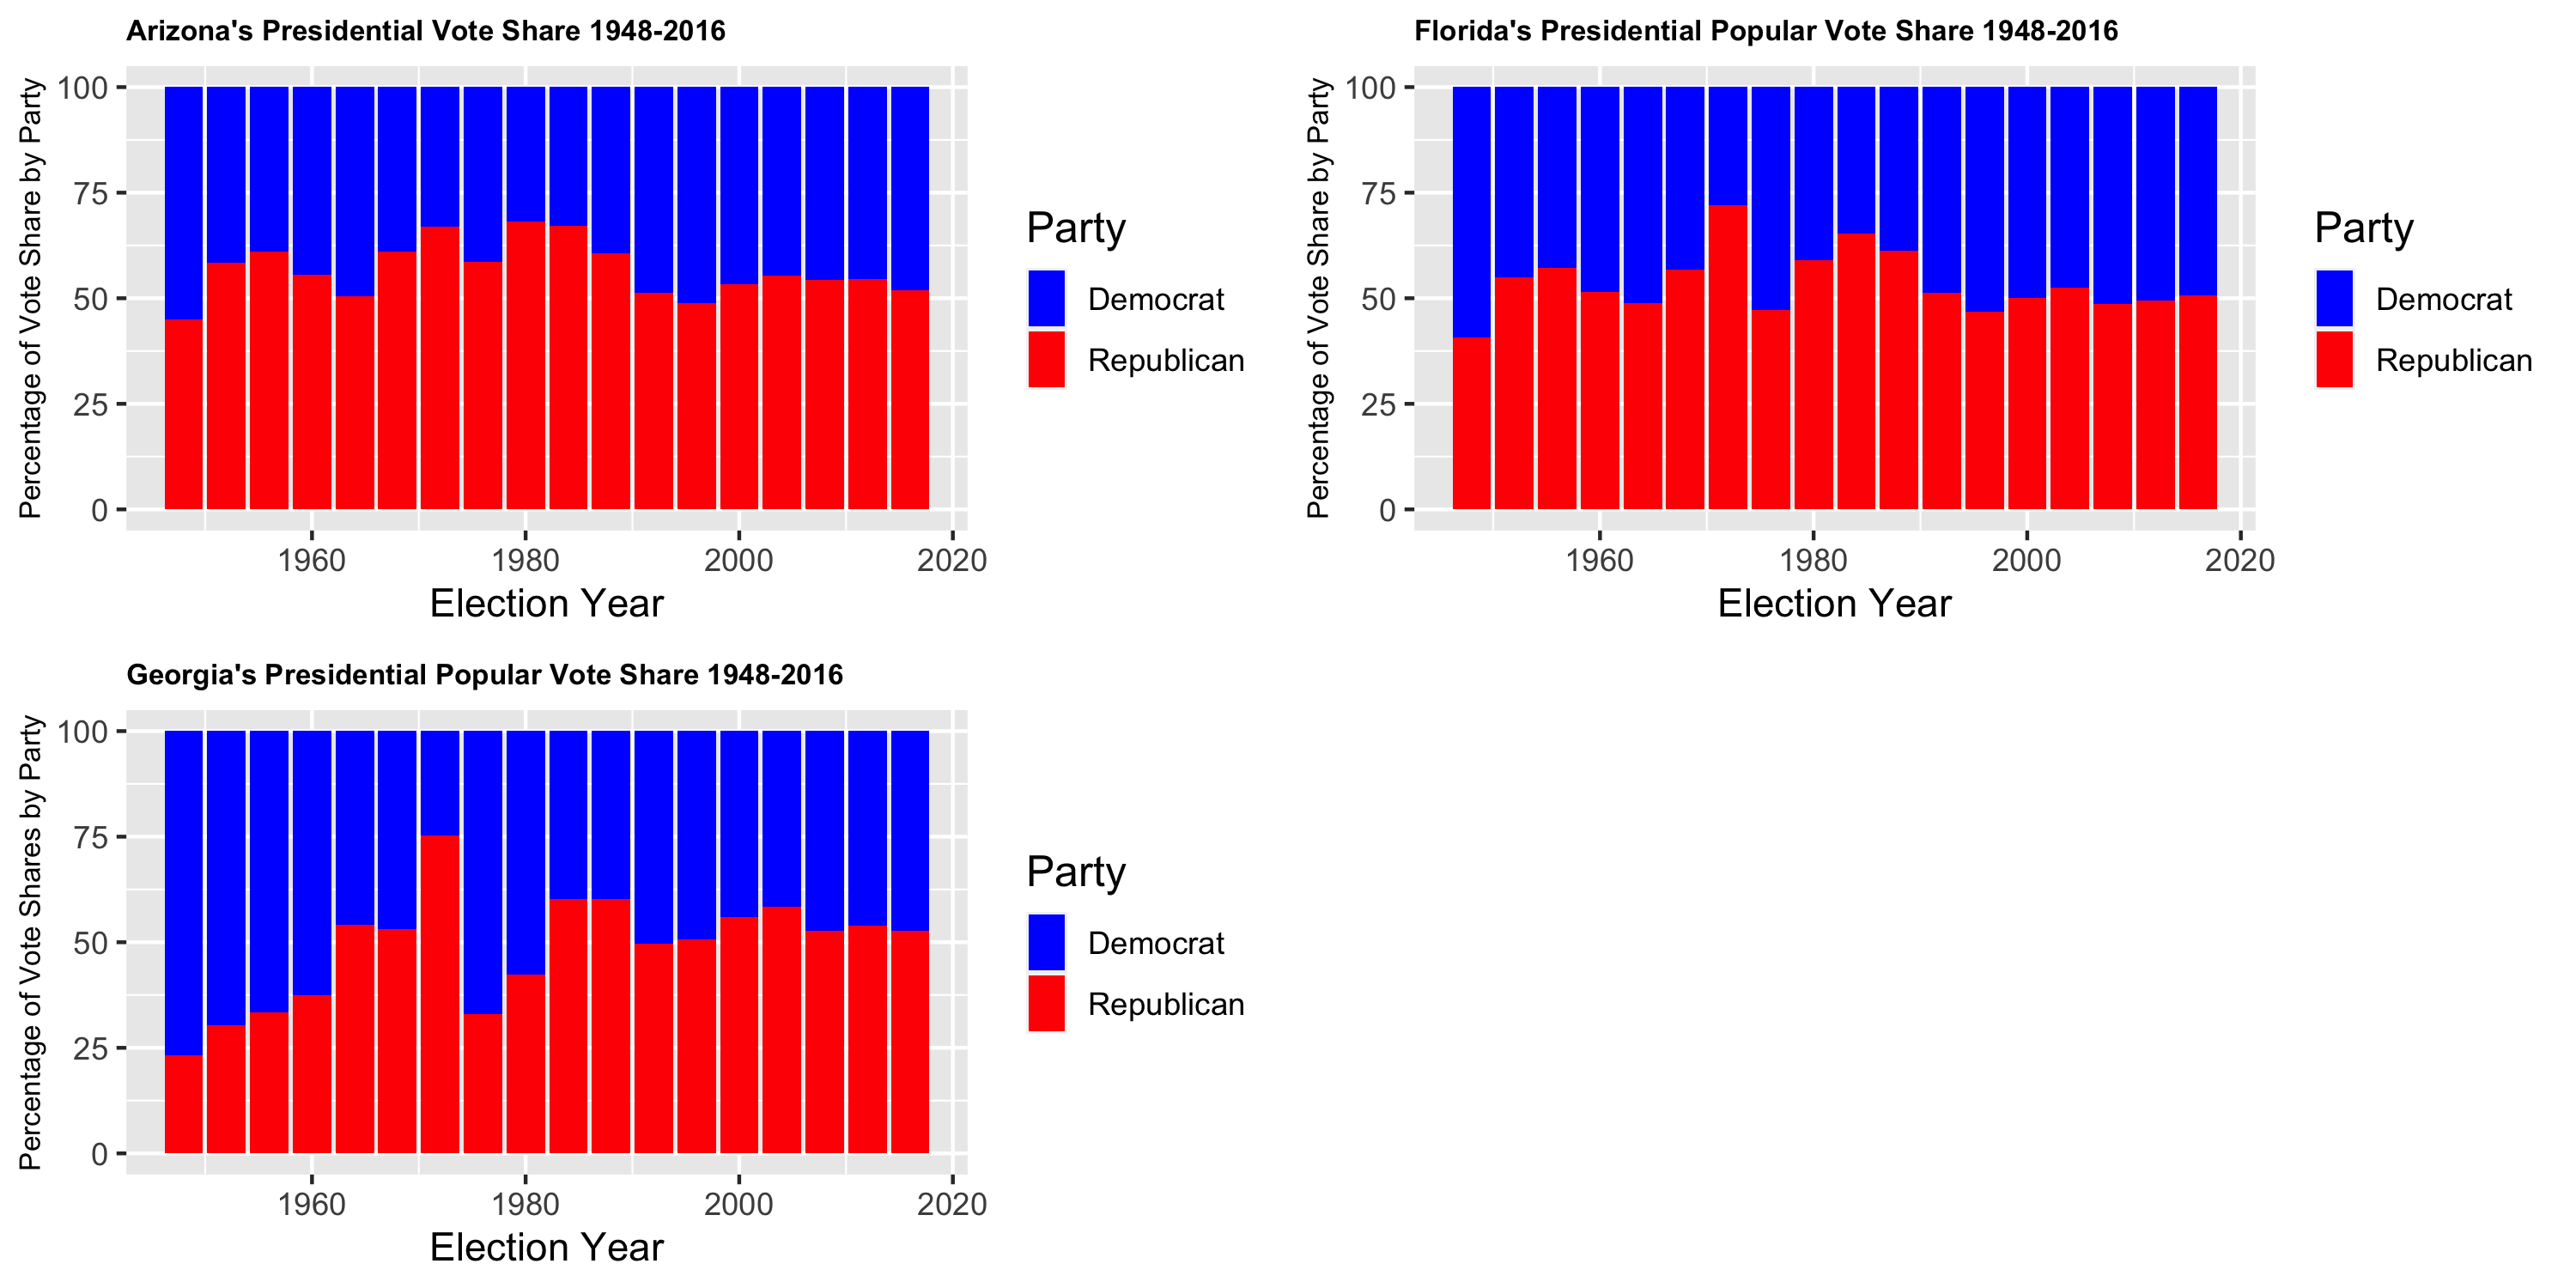 Arizona's Presidential Vote Share 1948-2016
Percentage of Vote Share by Party
100
75
50
25
0
1960 1980 2000 2020
Election Year
Party
Democrat
Republican
Florida's Presidential Popular Vote Share 1948-2016
Percentage of Vote Share by Party
100
75
50
25
0
1960 1980 2000 2020
Election Year
Party
Democrat
Republican
Georgia's Presidential Popular Vote Share 1948-2016
Percentage of Vote Shares by Party
100
75
50
25
0
1960 1980 2000 2020
Election Year
Party
Democrat
Republican